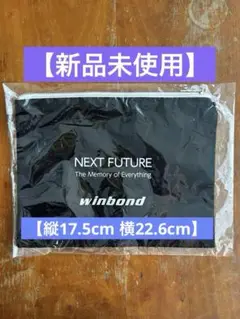 【新品未使用】
NEXT FUTURE
The Memory of Everything
winbond
【縦17.5cm 横22.6cm】